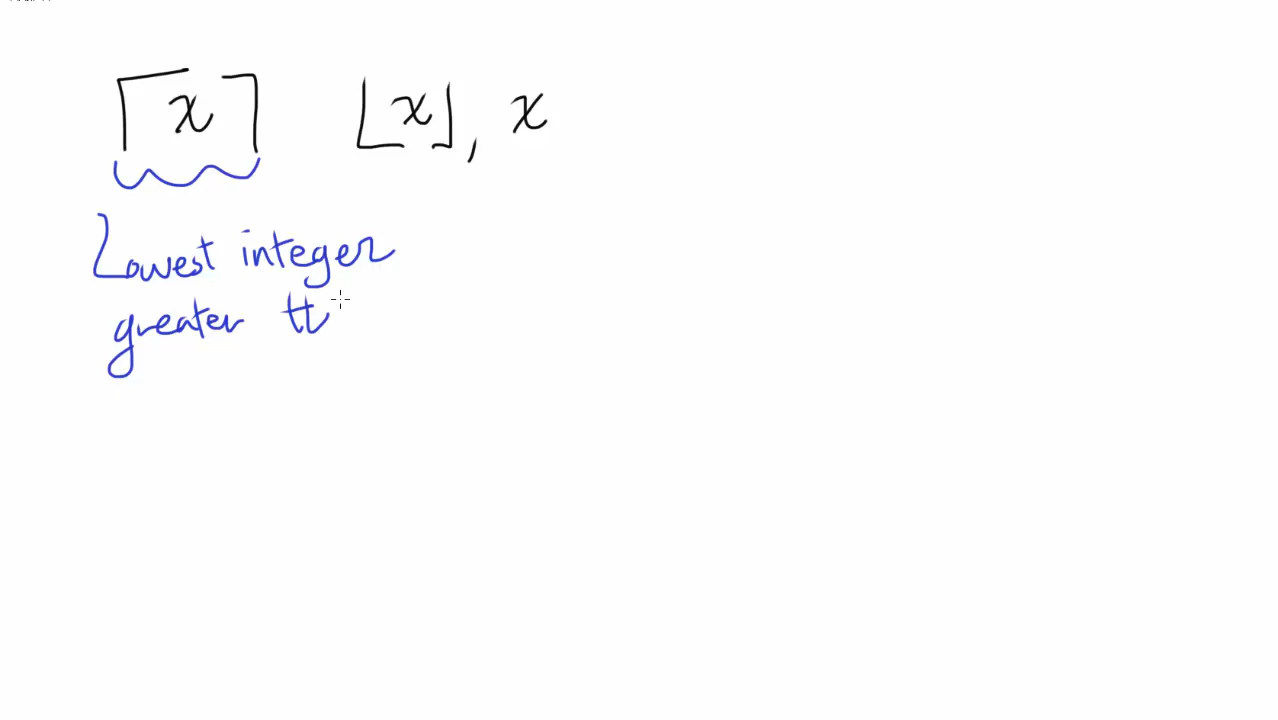 ⌈x⌉ ⌊x⌋, x
Lowest integer
greater